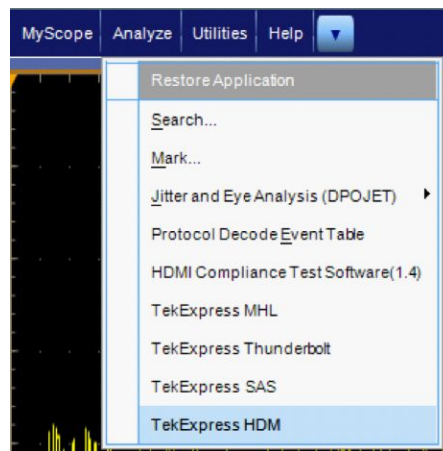 MyScope Analyze Utilities Help
Restore Application
Search...
Mark...
Jitter and Eye Analysis (DPOJET)
Protocol Decode Event Table
HDMI Compliance Test Software(1.4)
TekExpress MHL
TekExpress Thunderbolt
TekExpress SAS
TekExpress HDM